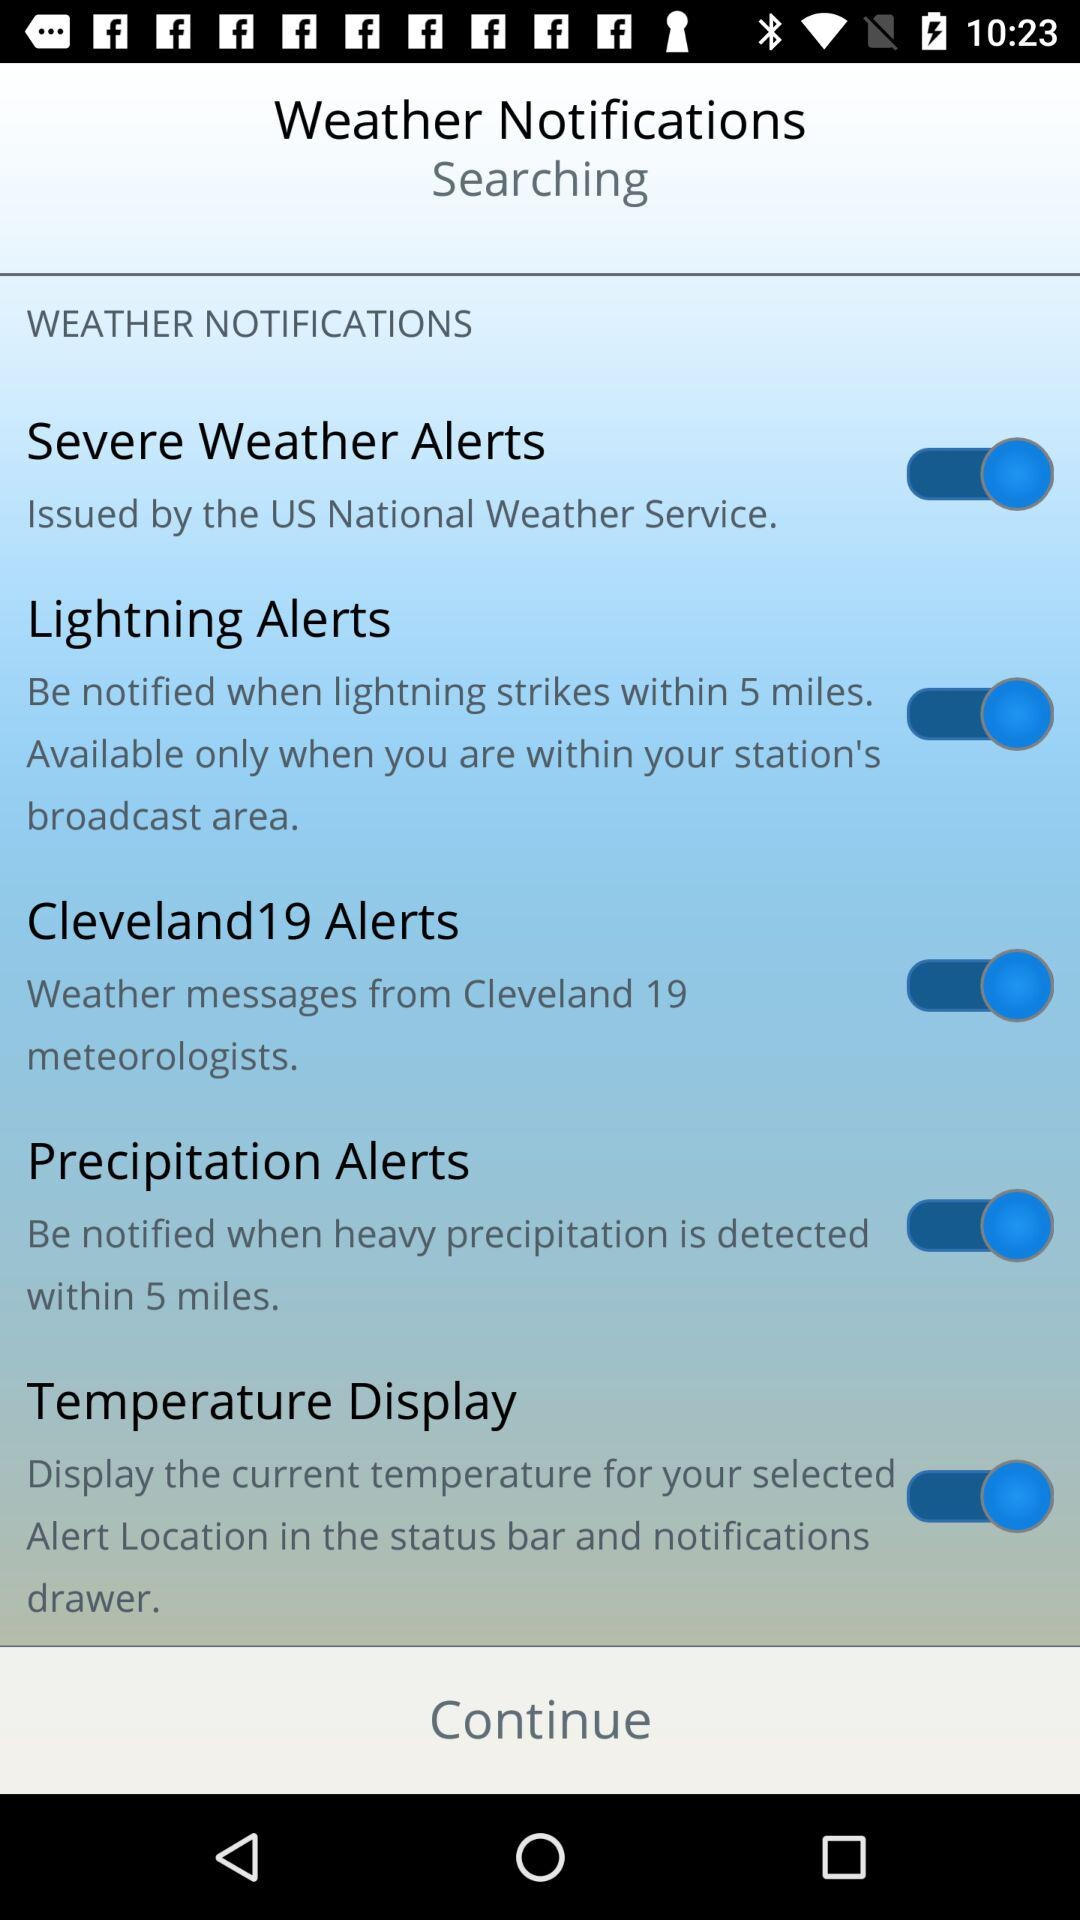 10:23
Weather Notifications
Searching
WEATHER NOTIFICATIONS
Severe Weather Alerts
Issued by the US National Weather Service.
Lightning Alerts
Be notified when lightning strikes within 5 miles.
Available only when you are within your station's
broadcast area.
Cleveland19 Alerts
Weather messages from Cleveland 19
meteorologists.
Precipitation Alerts
Be notified when heavy precipitation is detected
within 5 miles.
Temperature Display
Display the current temperature for your selected
Alert Location in the status bar and notifications
drawer.
Continue